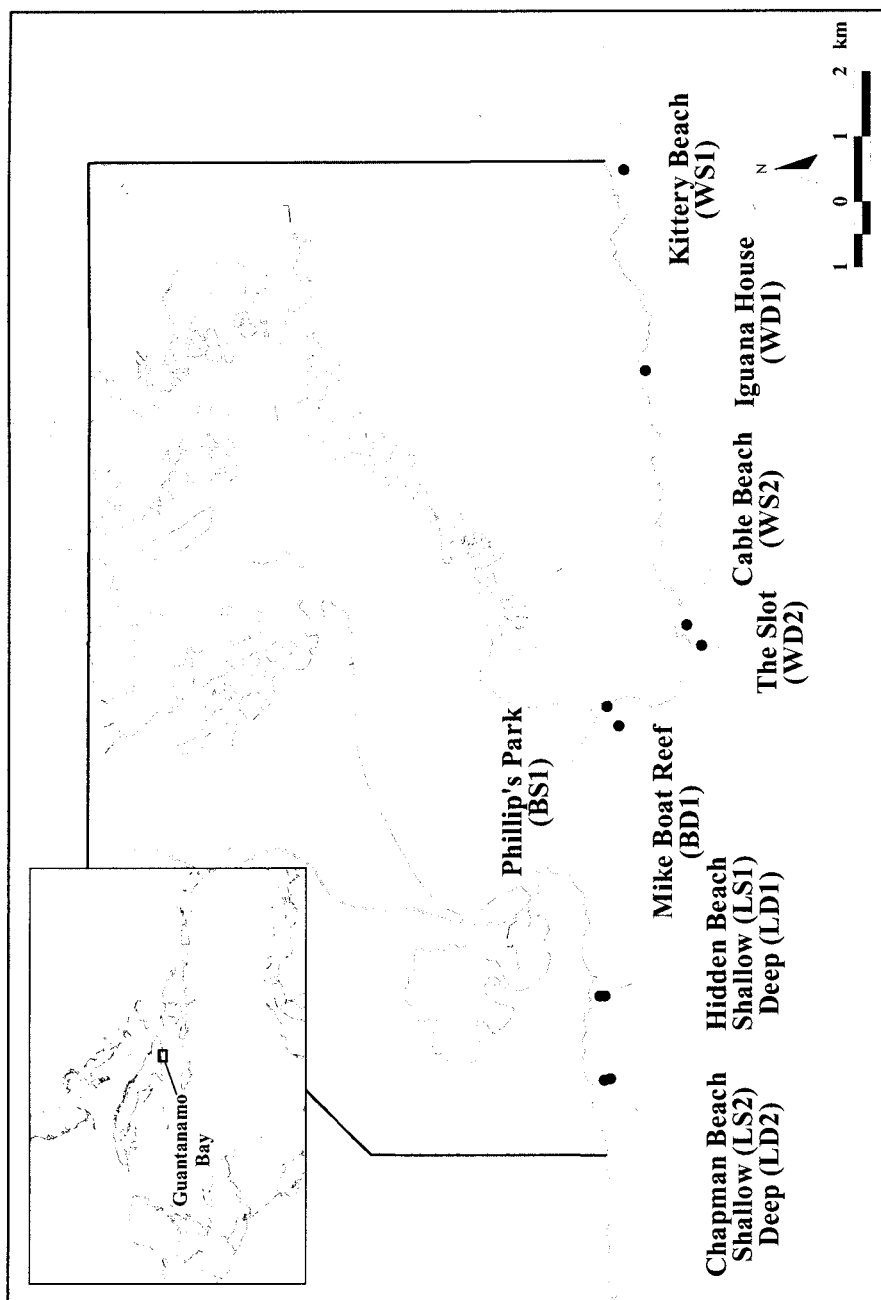 Guantanamo
Bay
Phillip's Park
(BS1)
Chapman Beach
Shallow (LS2)
Deep (LD2)
Hidden Beach
Shallow (LS1)
Deep (LD1)
Mike Boat Reef
(BD1)
The Slot
(WD2)
Cable Beach
(WS2)
Iguana House
(WD1)
Kittery Beach
(WS1)
N
1 0 1 2 km